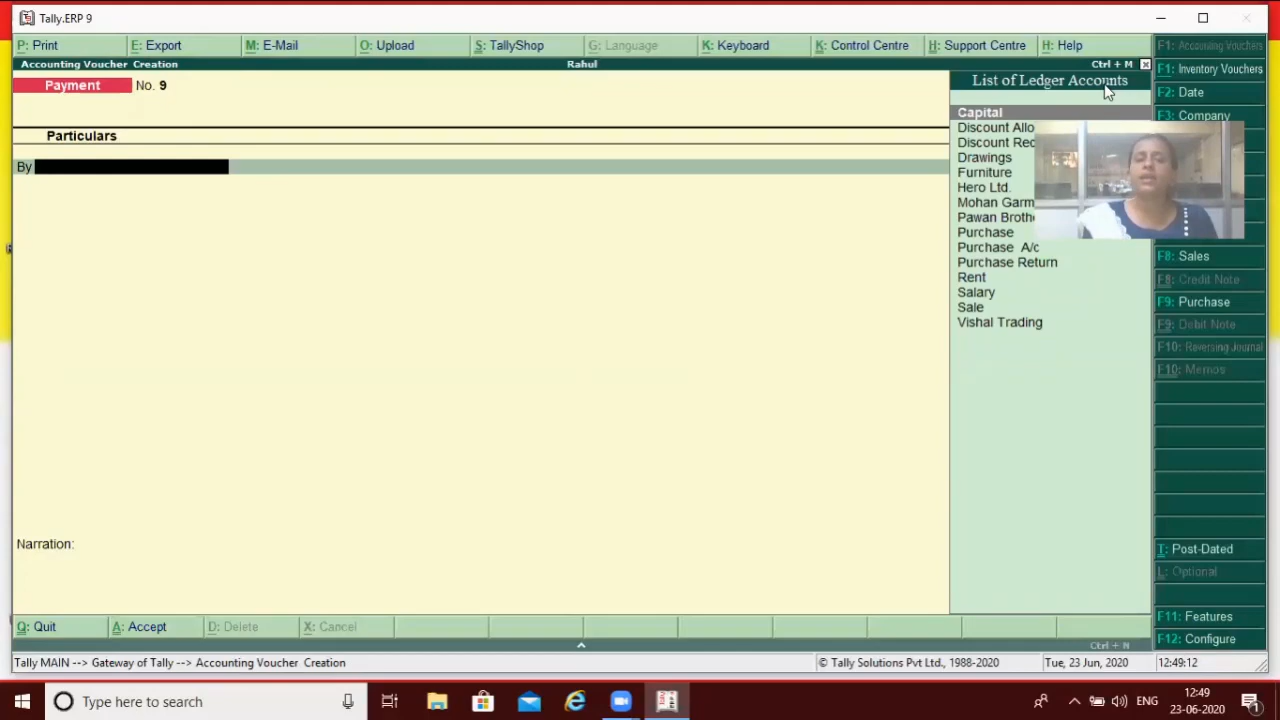 Tally.ERP 9
P: Print
E: Export
M: E-Mail
O: Upload
S: TallyShop
G: Language
K: Keyboard
K: Control Centre
H: Support Centre
H: Help
F1: Accounting Vouchers
Accounting Voucher Creation
Rahul
Ctrl + M
F1: Inventory Vouchers
Payment No. 9
List of Ledger Accounts
F2: Date
Capital
F3: Company
Discount Allo
Particulars
Discount Rec
Drawings
By
Furniture
Hero Ltd.
Mohan Garm
Pawan Broth
Purchase
Purchase A/c
F8: Sales
Purchase Return
Rent
F8: Credit Note
Salary
F9: Purchase
Sale
Vishal Trading
F9: Debit Note
F10: Reversing Journal
F10: Memos
Narration:
T: Post-Dated
L: Optional
F11: Features
Q: Quit
A: Accept
D: Delete
X: Cancel
F12: Configure
Ctrl + N
Tally MAIN --> Gateway of Tally --> Accounting Voucher Creation
© Tally Solutions Pvt Ltd., 1988-2020
Tue, 23 Jun, 2020
12:49:12
Type here to search
ENG
12:49
23-06-2020
1